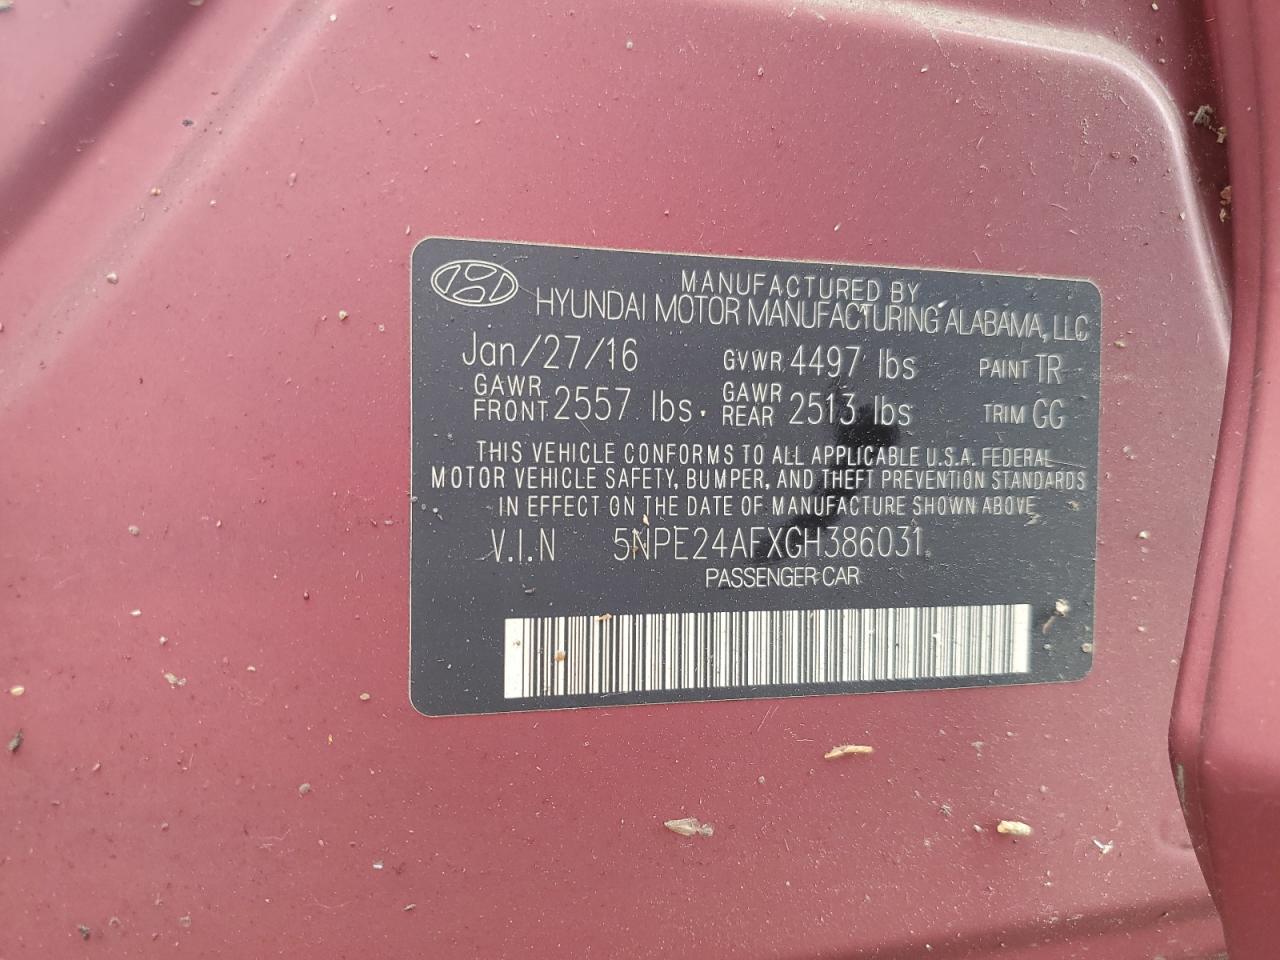 MANUFACTURED BY
HYUNDAI MOTOR MANUFACTURING ALABAMA, LLC
Jan/27/16 GVWR 4497 lbs PAINT TR
GAWR FRONT 2557 lbs. GAWR REAR 2513 lbs TRIM GG
THIS VEHICLE CONFORMS TO ALL APPLICABLE U.S.A. FEDERAL
MOTOR VEHICLE SAFETY, BUMPER, AND THEFT PREVENTION STANDARDS
IN EFFECT ON THE DATE OF MANUFACTURE SHOWN ABOVE
V.I.N 5NPE24AFXGH386031
PASSENGER CAR